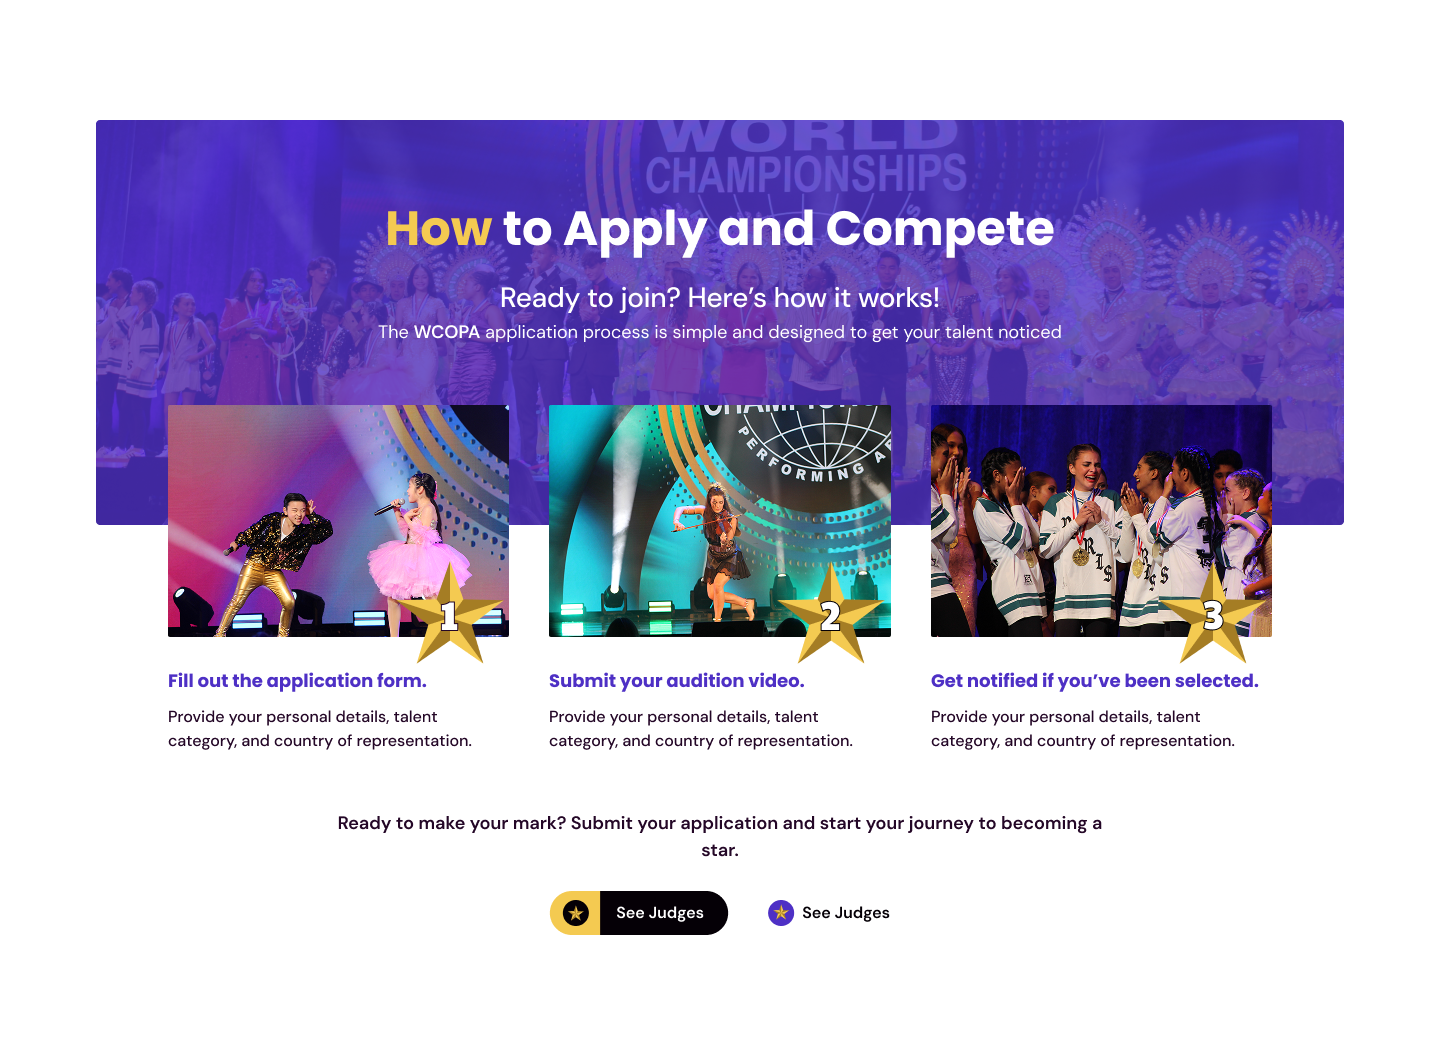 WORLD
CHAMPIONSHIPS
How to Apply and Compete
Ready to join? Here’s how it works!
The WCOPA application process is simple and designed to get your talent noticed
PERFORMING
1
2
3
Fill out the application form.
Provide your personal details, talent
category, and country of representation.
Submit your audition video.
Provide your personal details, talent
category, and country of representation.
Get notified if you’ve been selected.
Provide your personal details, talent
category, and country of representation.
Ready to make your mark? Submit your application and start your journey to becoming a
star.
See Judges
See Judges